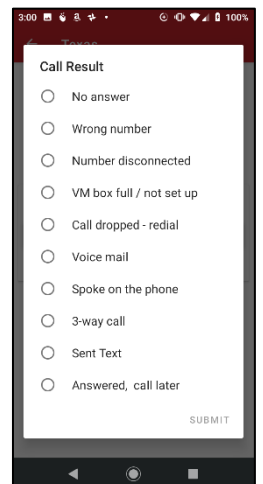 3:00 100%
Texas
Call Result
No answer
Wrong number
Number disconnected
VM box full / not set up
Call dropped - redial
Voice mail
Spoke on the phone
3-way call
Sent Text
Answered, call later
SUBMIT